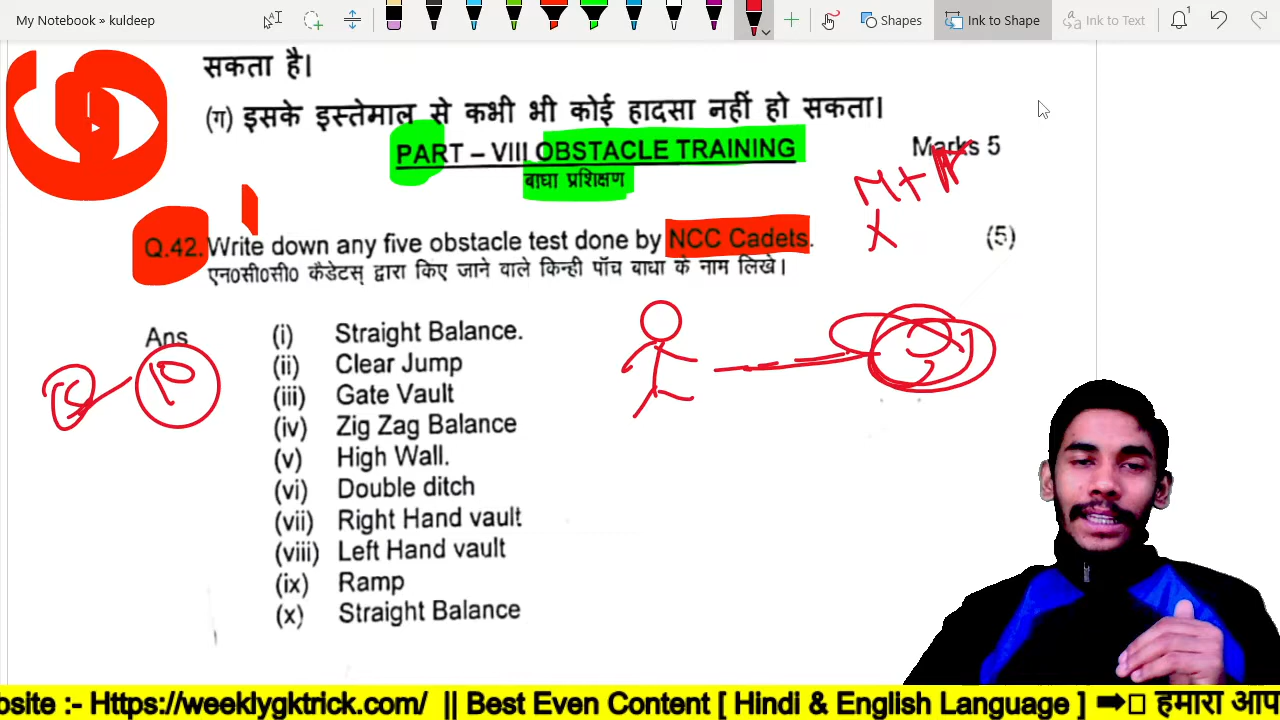 My Notebook » kuldeep
Shapes
Ink to Shape
Ink to Text
सकता है।
(ग) इसके इस्तेमाल से कभी भी कोई हादसा नहीं हो सकता।
PART – VIII OBSTACLE TRAINING Marks 5
बाघा प्रशिक्षण
M+
X
Q.42. Write down any five obstacle test done by NCC Cadets. (5)
एन0सी0सी0 कैडेटस् द्वारा किए जाने वाले किन्ही पॉच बाधा के नाम लिखे।
Ans (i) Straight Balance.
(ii) Clear Jump
(iii) Gate Vault
(iv) Zig Zag Balance
(v) High Wall.
(vi) Double ditch
(vii) Right Hand vault
(viii) Left Hand vault
(ix) Ramp
(x) Straight Balance
10
bsite :- Https://weeklygktrick.com/ || Best Even Content [ Hindi & English Language ] ➡ हमारा आप